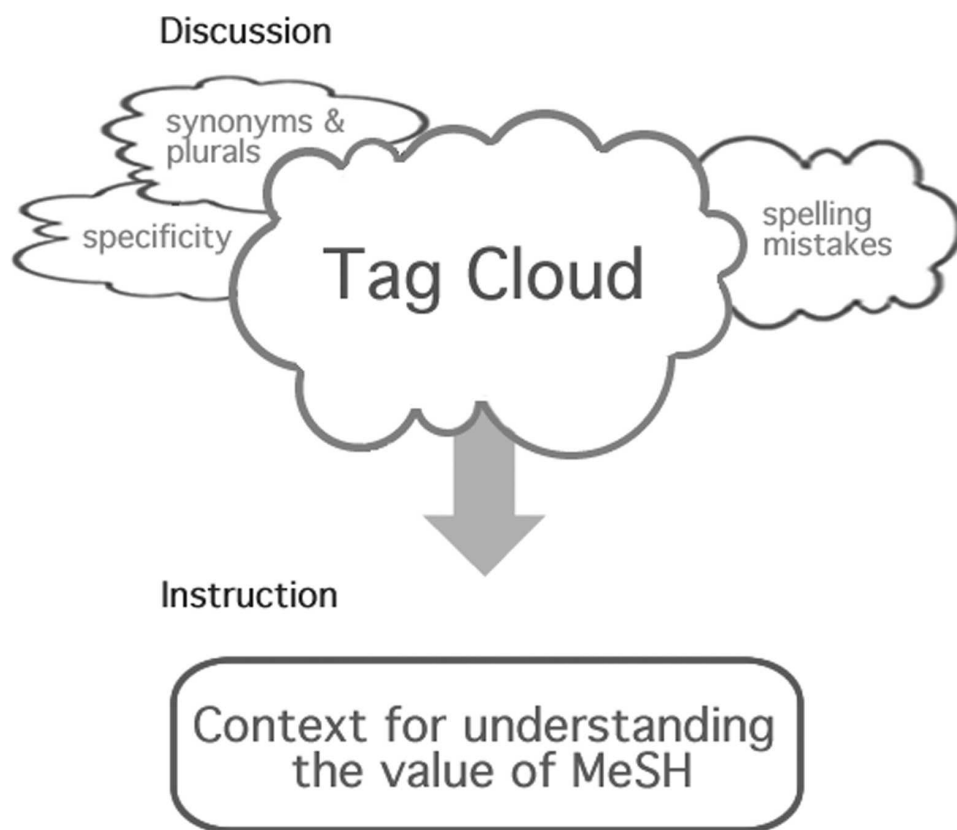 Discussion
synonyms &
plurals
specificity
Tag Cloud
spelling
mistakes
Instruction
Context for understanding
the value of MeSH